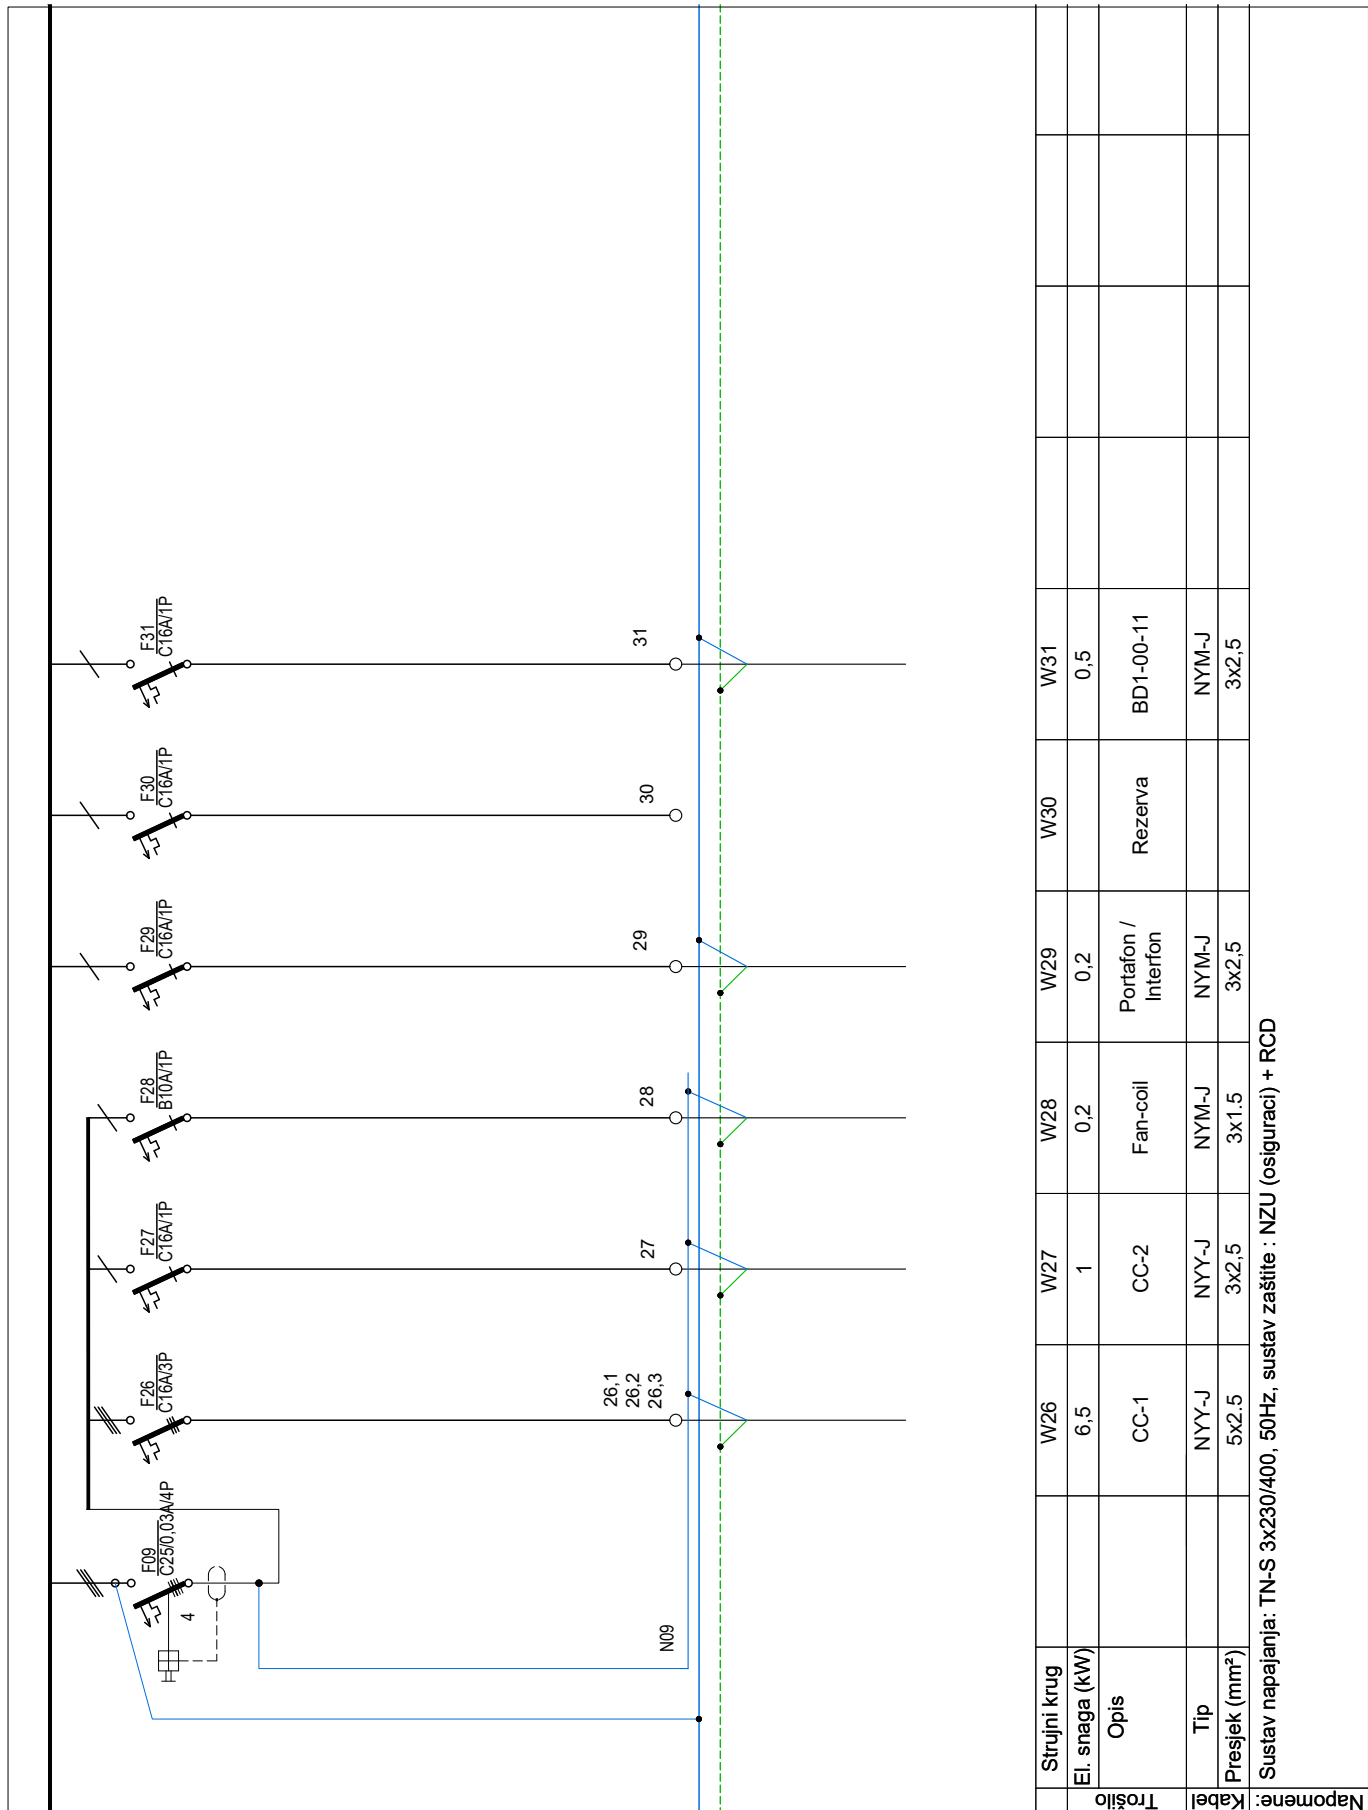 F09
C25/0,03A/4P
4
F26
C16A/3P
F27
C16A/1P
F28
B10A/1P
F29
C16A/1P
F30
C16A/1P
F31
C16A/1P
N09
26,1
26,2
26,3
27
28
29
30
31
Strujni krug W26 W27 W28 W29 W30 W31
El. snaga (kW) 6,5 1 0,2 0,2 0,5
Trošilo
Opis CC-1 CC-2 Fan-coil Portafon / Rezerva BD1-00-11
Interfon
Kabel
Tip NYY-J NYY-J NYM-J NYM-J NYM-J
Presjek (mm²) 5x2.5 3x2,5 3x1.5 3x2,5 3x2,5
Napomene:
Sustav napajanja: TN-S 3x230/400, 50Hz, sustav zaštite : NZU (osiguraci) + RCD